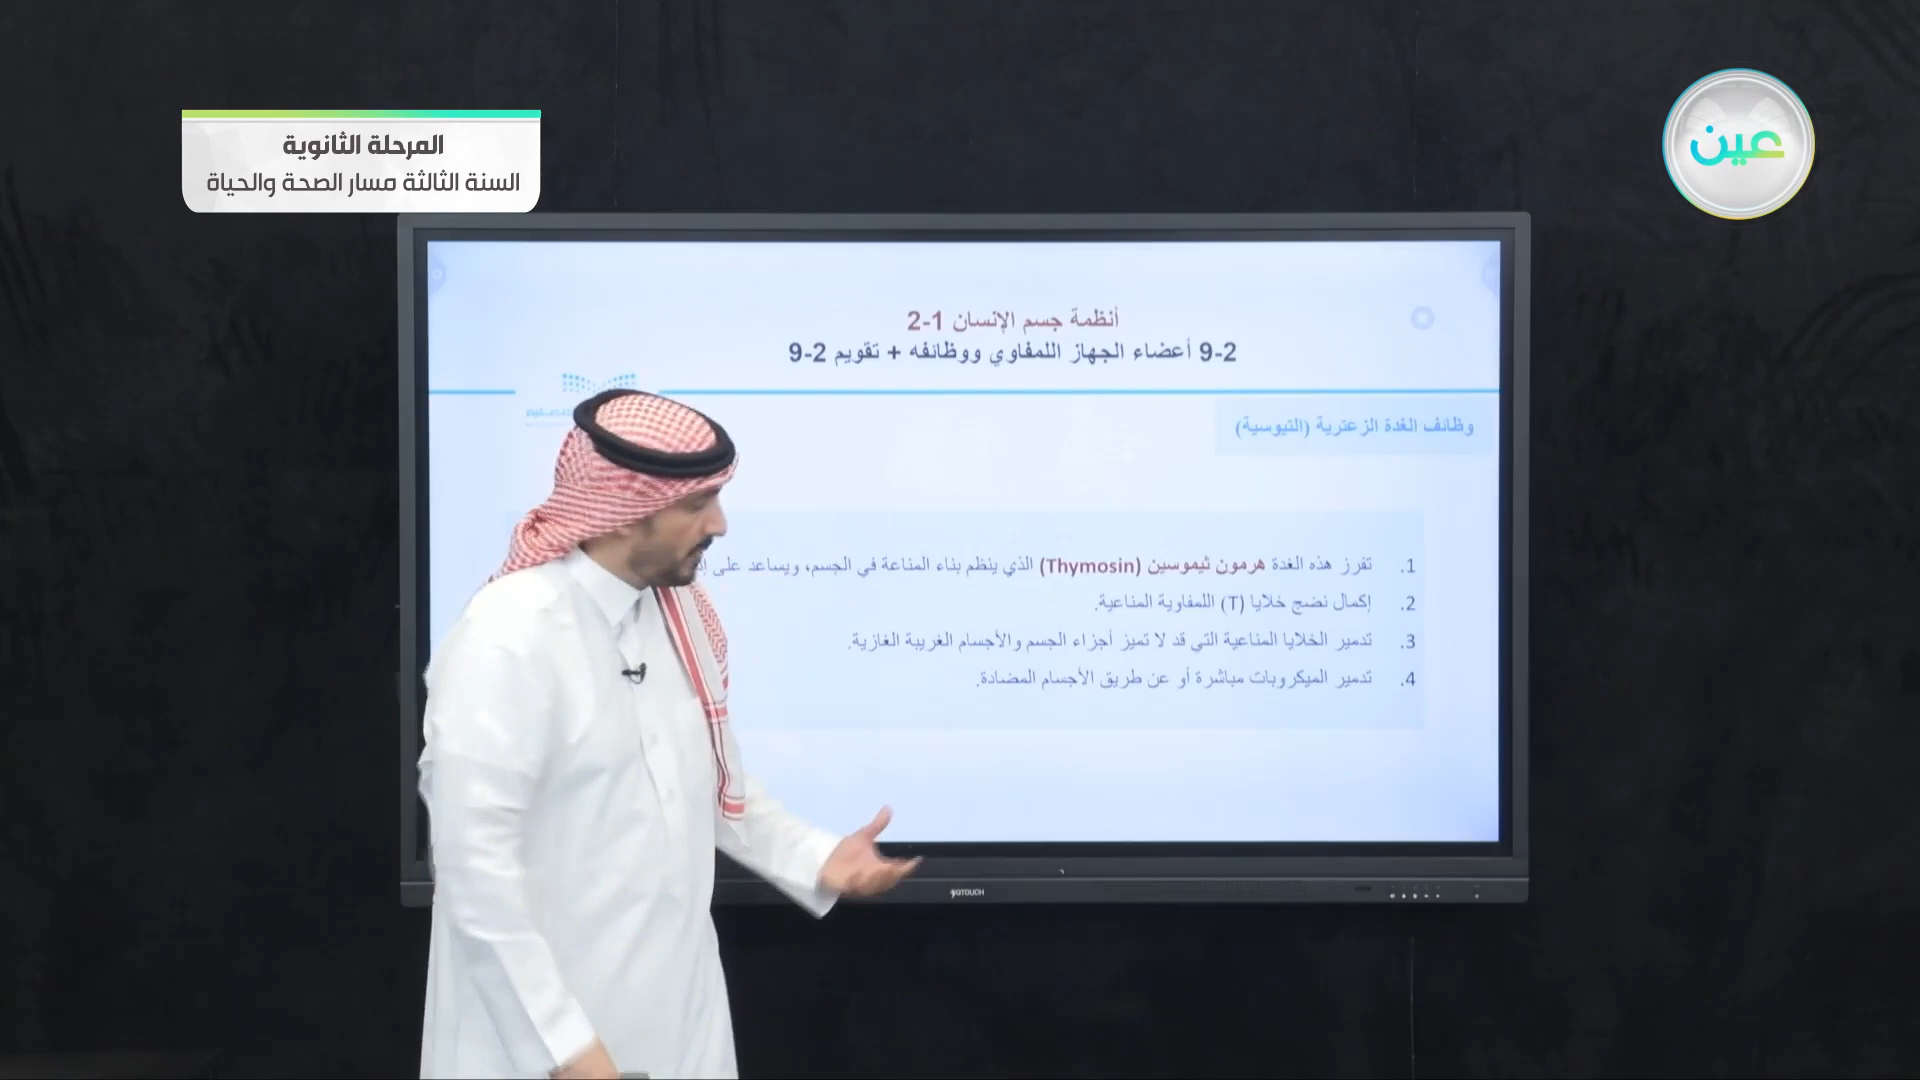 المرحلة الثانوية
السنة الثالثة مسار الصحة والحياة
عين
أنظمة جسم الإنسان 1-2
9-2 أعضاء الجهاز اللمفاوي ووظائفه + تقويم 2-9
وظائف الغدة الزعترية (التيوسية)
1. تفرز هذه الغدة هرمون ثيموسين (Thymosin) الذي ينظم بناء المناعة في الجسم، ويساعد على
2. إكمال نضج خلايا (T) اللمفاوية المناعية.
3. تدمير الخلايا المناعية التي قد لا تميز أجزاء الجسم والأجسام الغريبة الغازية.
4. تدمير الميكروبات مباشرة أو عن طريق الأجسام المضادة.